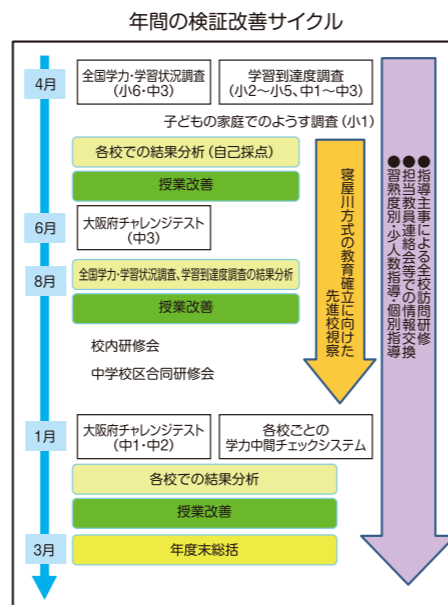 年間の検証改善サイクル
4月
全国学力・学習状況調査
(小6・中3)
学習到達度調査
(小2～小5、中1～中3)
子どもの家庭でのようす調査(小1)
各校での結果分析(自己採点)
授業改善
6月
大阪府チャレンジテスト
(中3)
8月
全国学力・学習状況調査、学習到達度調査の結果分析
授業改善
校内研修会
中学校区合同研修会
寝屋川方式の教育確立に向けた
先進校視察
●指導主事による全校訪問研修
●担当教員連絡会等での情報交換
●習熟度別・少人数指導・個別指導
1月
大阪府チャレンジテスト
(中1・中2)
各校ごとの
学力中間チェックシステム
各校での結果分析
授業改善
3月
年度末総括